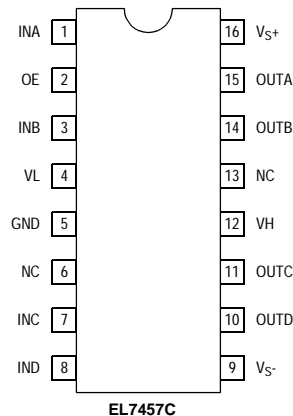 INA 1 16 VS+
OE 2 15 OUTA
INB 3 14 OUTB
VL 4 13 NC
GND 5 12 VH
NC 6 11 OUTC
INC 7 10 OUTD
IND 8 9 VS-
EL7457C